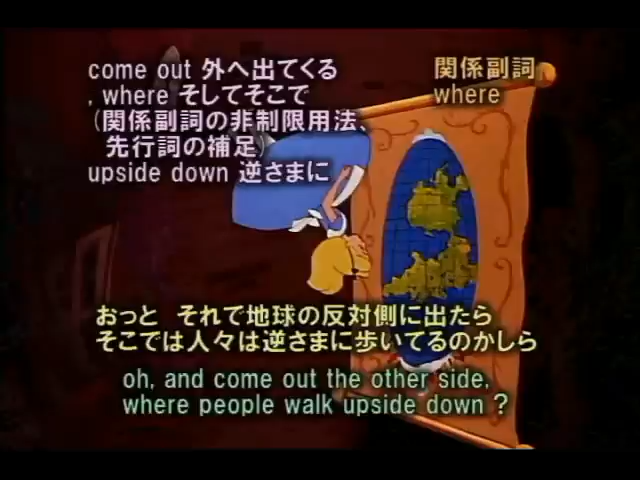 come out 外へ出てくる
, where そしてそこで
(関係副詞の非制限用法、
先行詞の補足)
upside down 逆さまに
関係副詞
where
おっと それで地球の反対側に出たら
そこでは人々は逆さまに歩いてるのかしら
oh, and come out the other side,
where people walk upside down ?